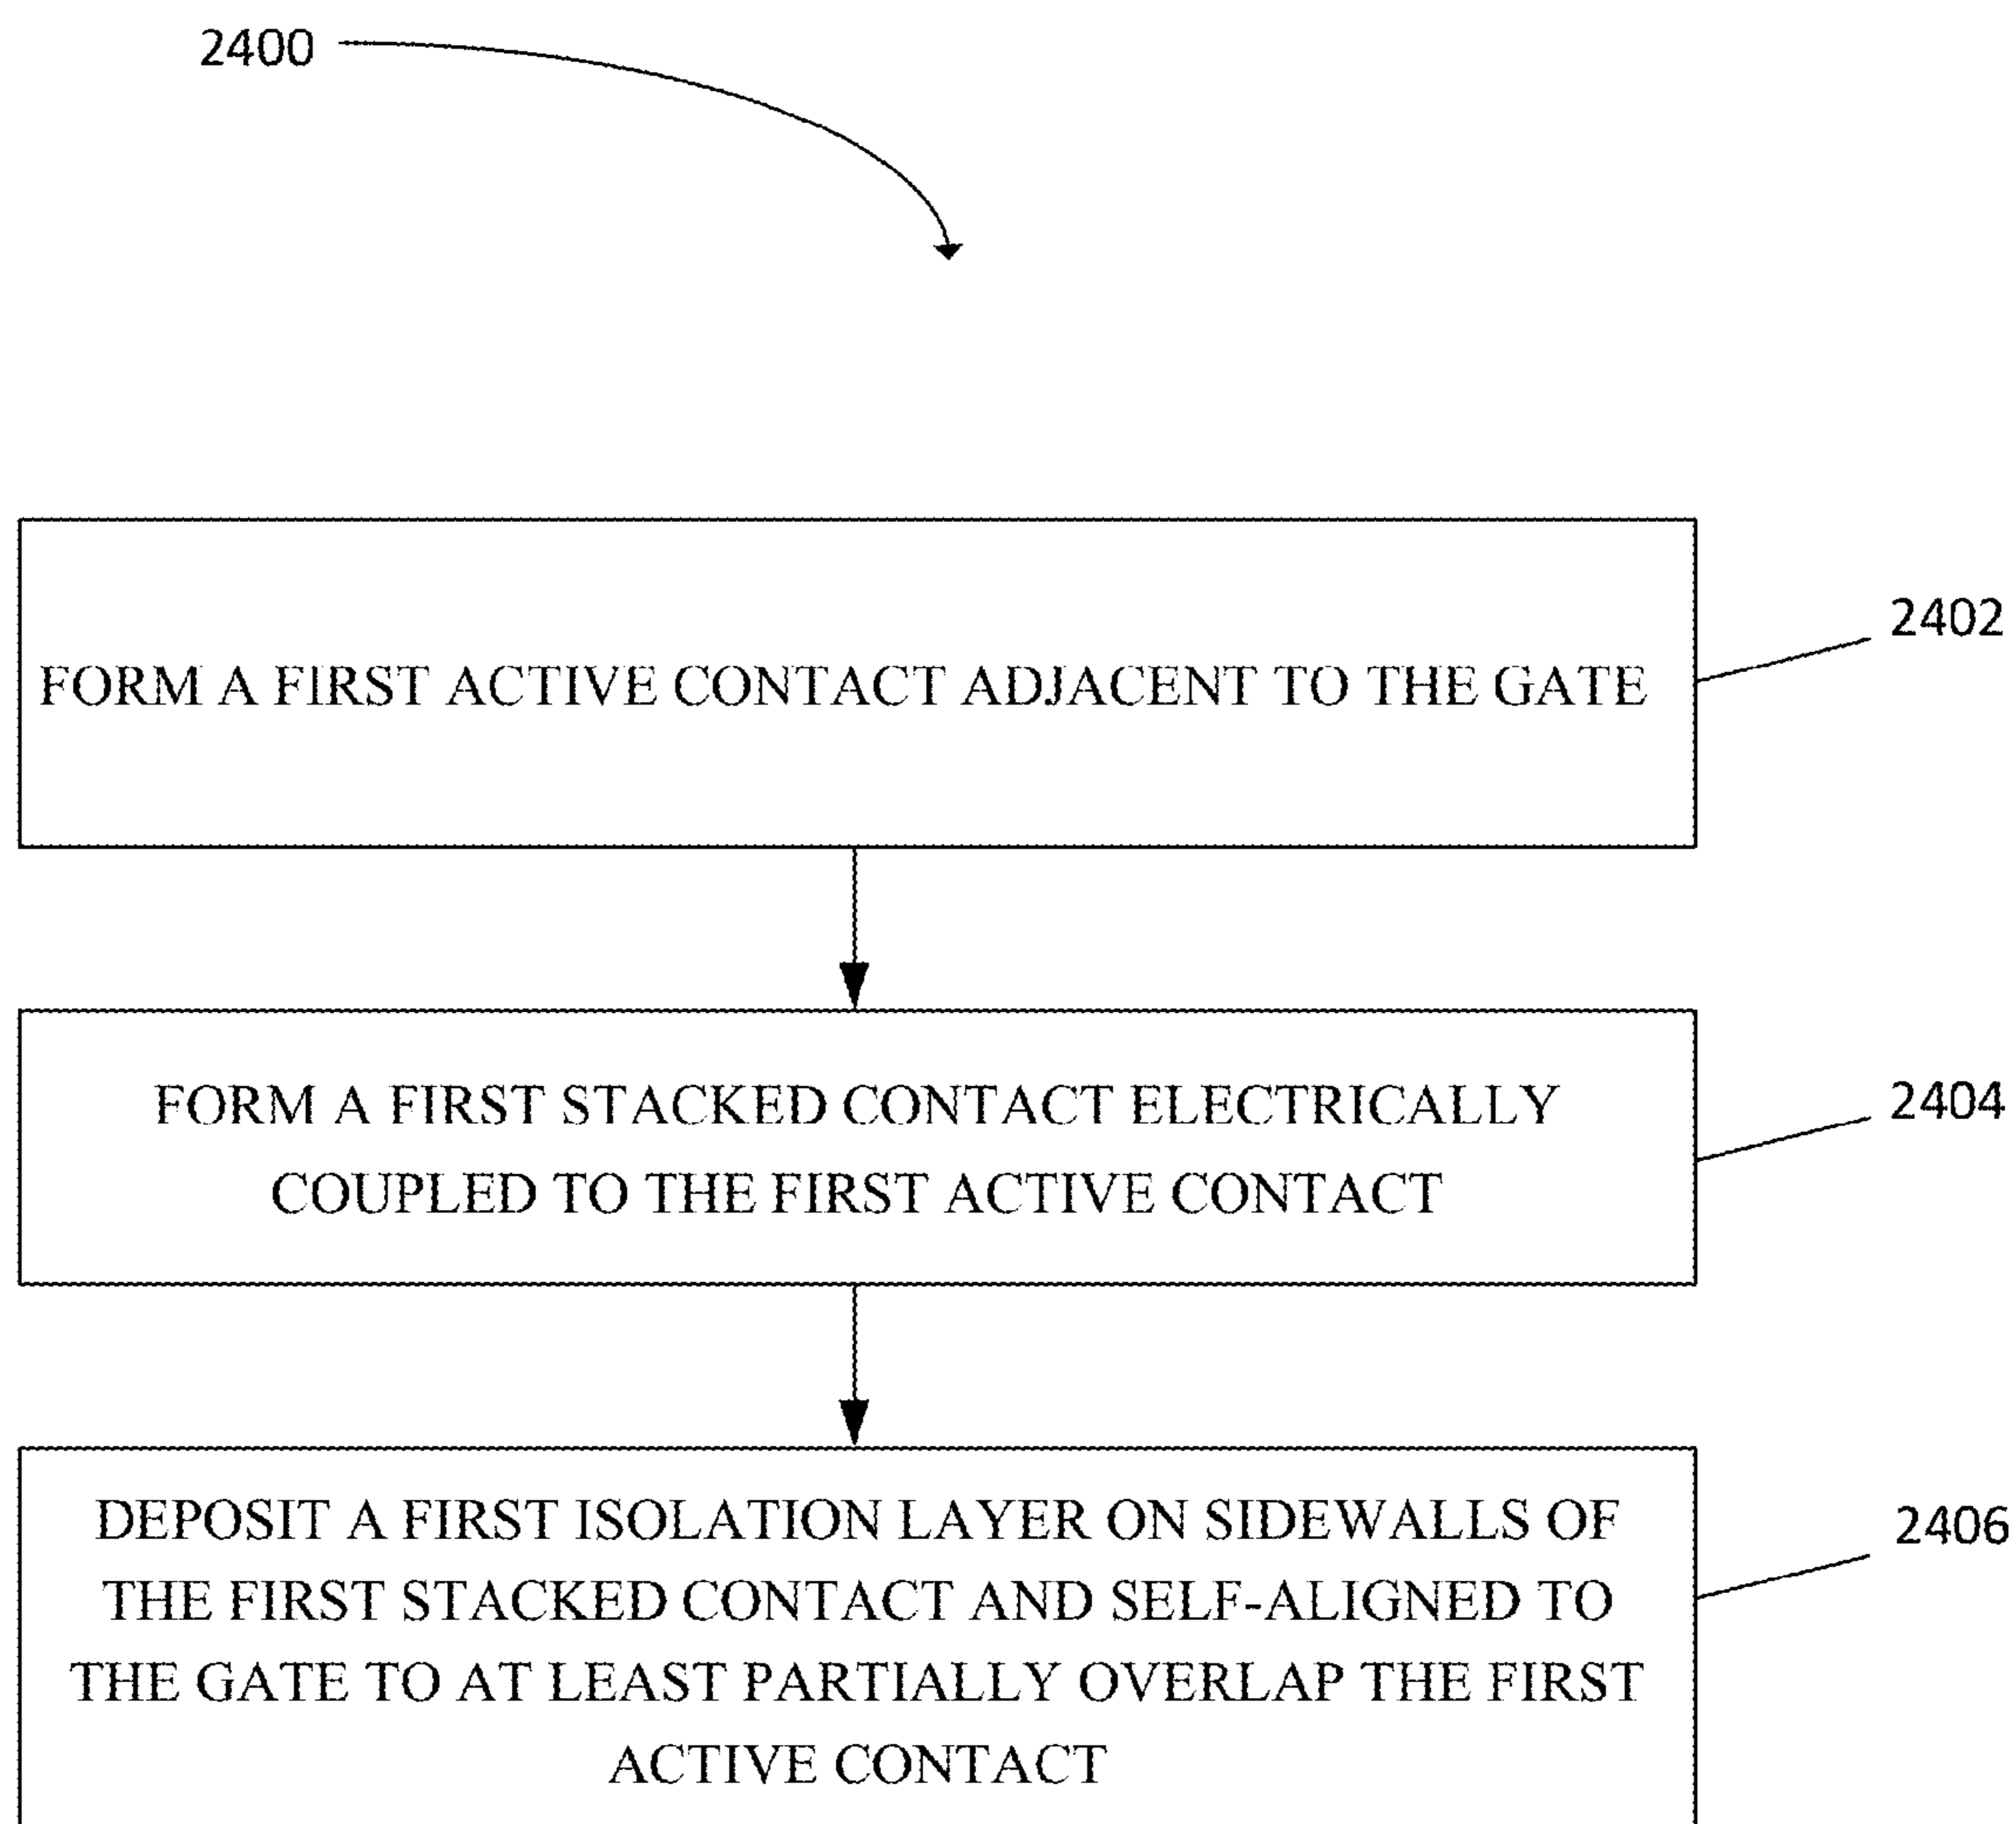 2400
FORM A FIRST ACTIVE CONTACT ADJACENT TO THE GATE
2402
FORM A FIRST STACKED CONTACT ELECTRICALLY
COUPLED TO THE FIRST ACTIVE CONTACT
2404
DEPOSIT A FIRST ISOLATION LAYER ON SIDEWALLS OF
THE FIRST STACKED CONTACT AND SELF-ALIGNED TO
THE GATE TO AT LEAST PARTIALLY OVERLAP THE FIRST
ACTIVE CONTACT
2406